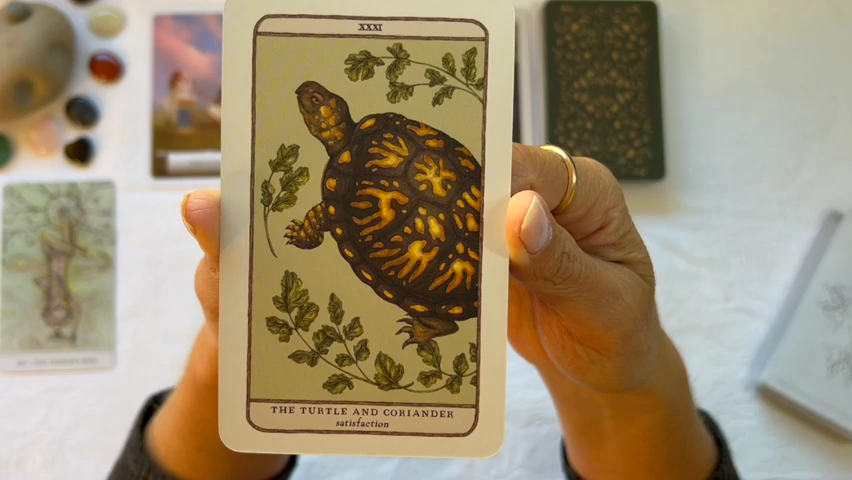 XXXI
THE TURTLE AND CORIANDER
satisfaction